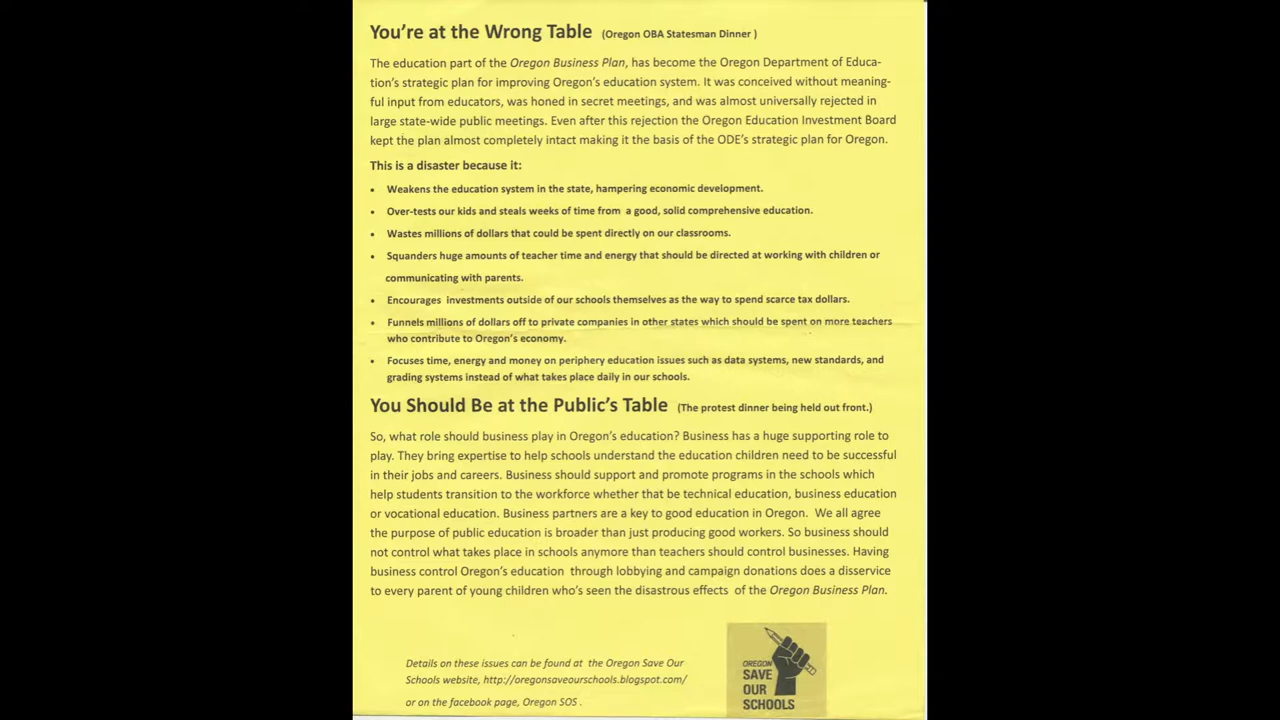 You're at the Wrong Table (Oregon OBA Statesman Dinner )
The education part of the Oregon Business Plan, has become the Oregon Department of Educa-
tion's strategic plan for improving Oregon's education system. It was conceived without meaning-
ful input from educators, was honed in secret meetings, and was almost universally rejected in
large state-wide public meetings. Even after this rejection the Oregon Education Investment Board
kept the plan almost completely intact making it the basis of the ODE's strategic plan for Oregon.
This is a disaster because it:
• Weakens the education system in the state, hampering economic development.
• Over-tests our kids and steals weeks of time from a good, solid comprehensive education.
• Wastes millions of dollars that could be spent directly on our classrooms.
• Squanders huge amounts of teacher time and energy that should be directed at working with children or
communicating with parents.
• Encourages investments outside of our schools themselves as the way to spend scarce tax dollars.
• Funnels millions of dollars off to private companies in other states which should be spent on more teachers
who contribute to Oregon's economy.
• Focuses time, energy and money on periphery education issues such as data systems, new standards, and
grading systems instead of what takes place daily in our schools.
You Should Be at the Public's Table (The protest dinner being held out front.)
So, what role should business play in Oregon's education? Business has a huge supporting role to
play. They bring expertise to help schools understand the education children need to be successful
in their jobs and careers. Business should support and promote programs in the schools which
help students transition to the workforce whether that be technical education, business education
or vocational education. Business partners are a key to good education in Oregon. We all agree
the purpose of public education is broader than just producing good workers. So business should
not control what takes place in schools anymore than teachers should control businesses. Having
business control Oregon's education through lobbying and campaign donations does a disservice
to every parent of young children who's seen the disastrous effects of the Oregon Business Plan.
Details on these issues can be found at the Oregon Save Our
Schools website, http://oregonsaveourschools.blogspot.com/
or on the facebook page, Oregon SOS .
OREGON
SAVE
OUR
SCHOOLS